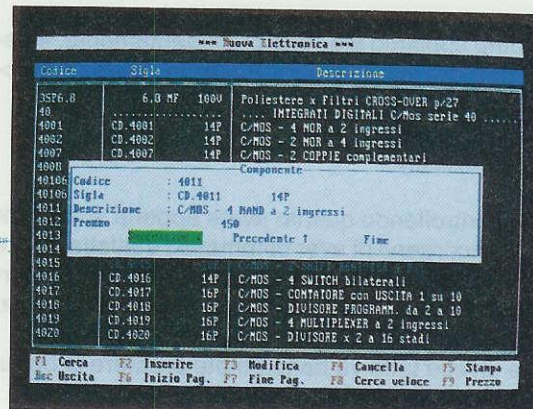 *** Nuova Elettronica ***
Codice Sigla Descrizione
3SP6.8 6,8 MF 100V Poliestere x Filtri CROSS-OVER p/27
40 .................. .... INTEGRATI DIGITALI C/Mos serie 40 ......
4001 CD.4001 14P C/MOS - 4 NOR a 2 ingressi
4002 CD.4002 14P C/MOS - 2 NOR a 4 ingressi
4007 CD.4007 14P C/MOS - 2 COPPIE complementari
4008
Componente
40106 Codice : 4011
40106 Sigla : CD.4011 14P
4011 Descrizione : C/MOS - 4 NAND a 2 ingressi
4012 Prezzo : 450
4013 Successivo ↓ Precedente ↑ Fine
4014
4015
4016 CD.4016 14P C/MOS - 4 SWITCH bilaterali
4017 CD.4017 16P C/MOS - CONTATORE con USCITA 1 su 10
4018 CD.4018 16P C/MOS - DIVISORE PROGRAMM. da 2 a 10
4019 CD.4019 16P C/MOS - 4 MULTIPLEXER a 2 ingressi
4020 CD.4020 16P C/MOS - DIVISORE x 2 a 16 stadi
F1 Cerca F2 Inserire F3 Modifica F4 Cancella F5 Stampa
Esc Uscita F6 Inizio Pag. F7 Fine Pag. F8 Cerca veloce F9 Prezzo